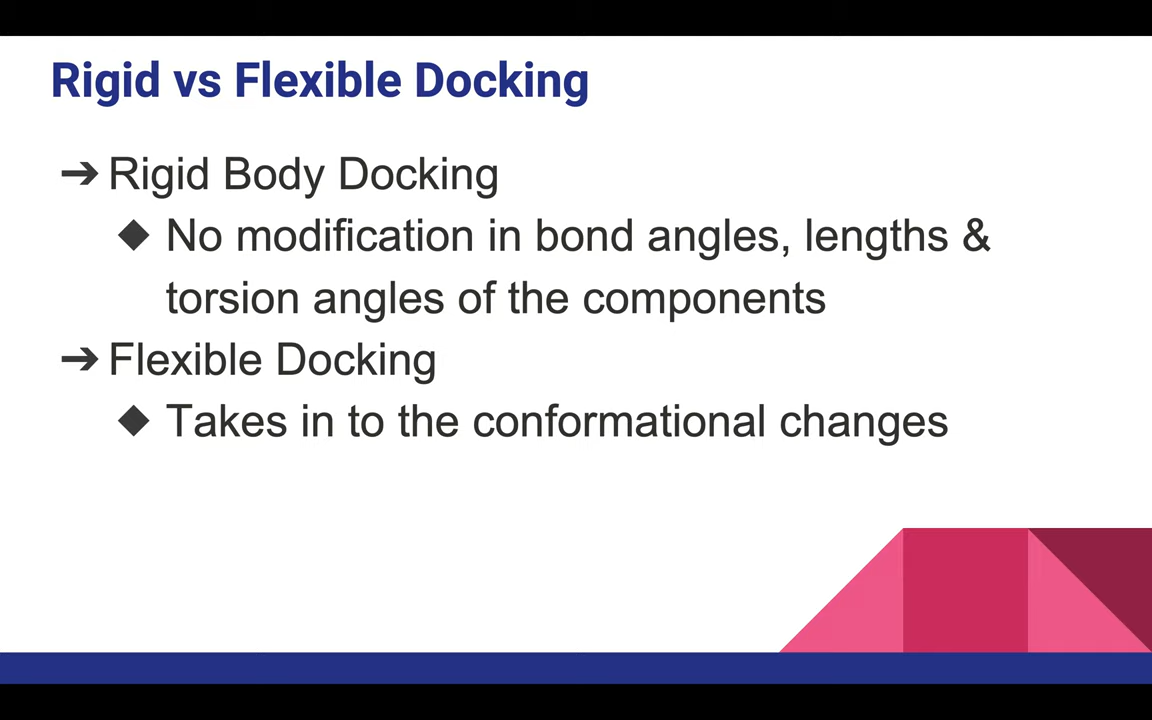 Rigid vs Flexible Docking
➔ Rigid Body Docking
◆ No modification in bond angles, lengths &
torsion angles of the components
➔ Flexible Docking
◆ Takes in to the conformational changes